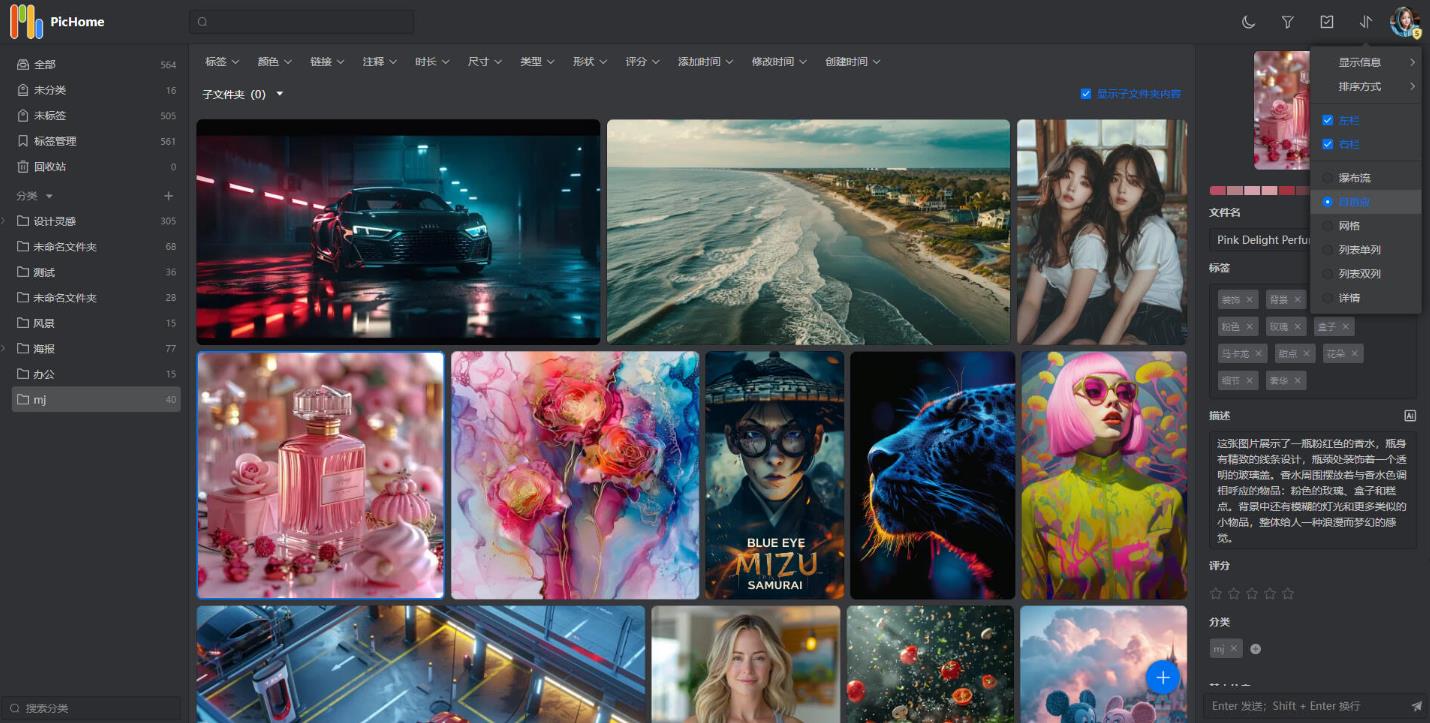 PicHome
全部 564
未分类 16
未标签 505
标签管理 561
回收站 0
分类
设计灵感 305
未命名文件夹 68
测试 36
未命名文件夹 28
风景 15
海报 77
办公 15
mj 40
搜索分类
标签 颜色 链接 注释 时长 尺寸 类型 形状 评分 添加时间 修改时间 创建时间
子文件夹 (0)
显示子文件夹内容
BLUE EYE
MIZU
SAMURAI
显示信息
排序方式
左栏
右栏
瀑布流
自适应
网格
列表单列
列表双列
详情
文件名
Pink Delight Perfu
标签
装饰 背景
粉色 玫瑰 盒子
马卡龙 甜点 花朵
细节 奢华
描述
AI
这张图片展示了一瓶粉红色的香水，瓶身
有精致的线条设计，瓶颈处装饰着一个透
明的玻璃盖。香水周围摆放着与香水色调
相呼应的物品：粉色的玫瑰、盒子和糕
点。背景中还有模糊的灯光和更多类似的
小物品，整体给人一种浪漫而梦幻的感
觉。
评分
分类
mj
Enter 发送；Shift + Enter 换行